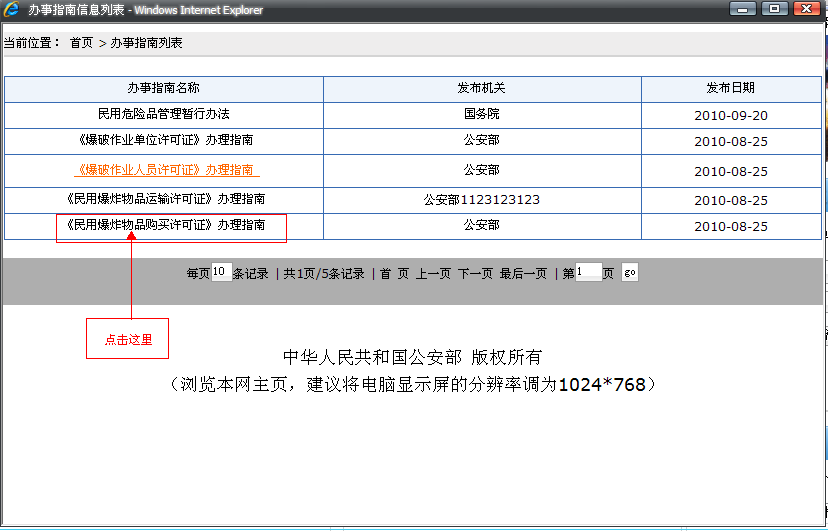 办事指南信息列表 - Windows Internet Explorer
当前位置： 首页 > 办事指南列表
办事指南名称 发布机关 发布日期
民用危险品管理暂行办法 国务院 2010-09-20
《爆破作业单位许可证》办理指南 公安部 2010-08-25
《爆破作业人员许可证》办理指南 公安部 2010-08-25
《民用爆炸物品运输许可证》办理指南 公安部1123123123 2010-08-25
《民用爆炸物品购买许可证》办理指南 公安部 2010-08-25
每页10条记录 | 共1页/5条记录 | 首 页 上一页 下一页 最后一页 | 第1页 go
点击这里
中华人民共和国公安部 版权所有
（浏览本网主页，建议将电脑显示屏的分辨率调为1024*768）